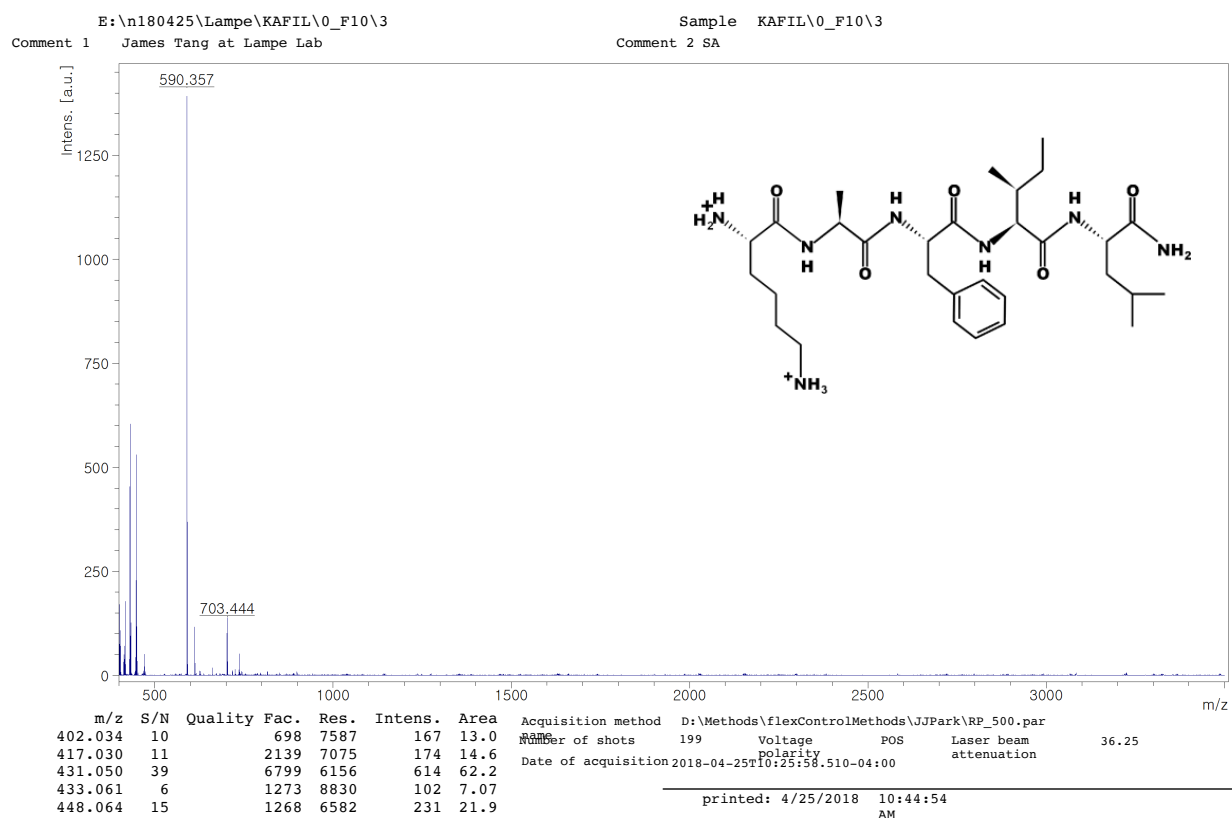 E:\n180425\Lampe\KAFIL\0_F10\3 Sample KAFIL\0_F10\3
Comment 1 James Tang at Lampe Lab Comment 2 SA
Intens. [a.u.]
590.357
1250
1000
750
500
250
0
703.444
500 1000 1500 2000 2500 3000 m/z
H
+
H2N
O
N
H
O
H
N
O
N
H
O
H
N
O
NH2
+NH3
m/z S/N Quality Fac. Res. Intens. Area
402.034 10 698 7587 167 13.0
417.030 11 2139 7075 174 14.6
431.050 39 6799 6156 614 62.2
433.061 6 1273 8830 102 7.07
448.064 15 1268 6582 231 21.9
Acquisition method name D:\Methods\flexControlMethods\JJPark\RP_500.par
Number of shots 199 Voltage polarity POS Laser beam attenuation 36.25
Date of acquisition 2018-04-25T10:25:58.510-04:00
printed: 4/25/2018 10:44:54 AM